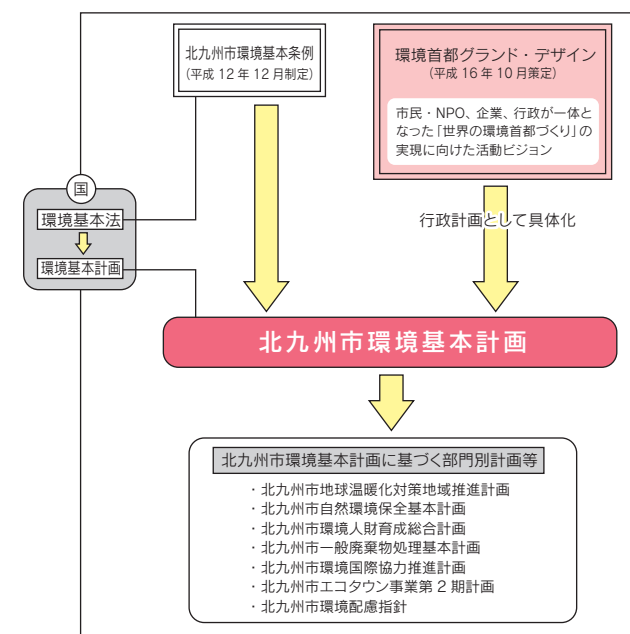 北九州市環境基本条例
（平成 12 年 12 月制定）
環境首都グランド・デザイン
（平成 16 年 10 月策定）
市民・NPO、企業、行政が一体と
なった「世界の環境首都づくり」の
実現に向けた活動ビジョン
国
環境基本法
環境基本計画
行政計画として具体化
北九州市環境基本計画
北九州市環境基本計画に基づく部門別計画等
・北九州市地球温暖化対策地域推進計画
・北九州市自然環境保全基本計画
・北九州市環境人財育成総合計画
・北九州市一般廃棄物処理基本計画
・北九州市環境国際協力推進計画
・北九州市エコタウン事業第 2 期計画
・北九州市環境配慮指針